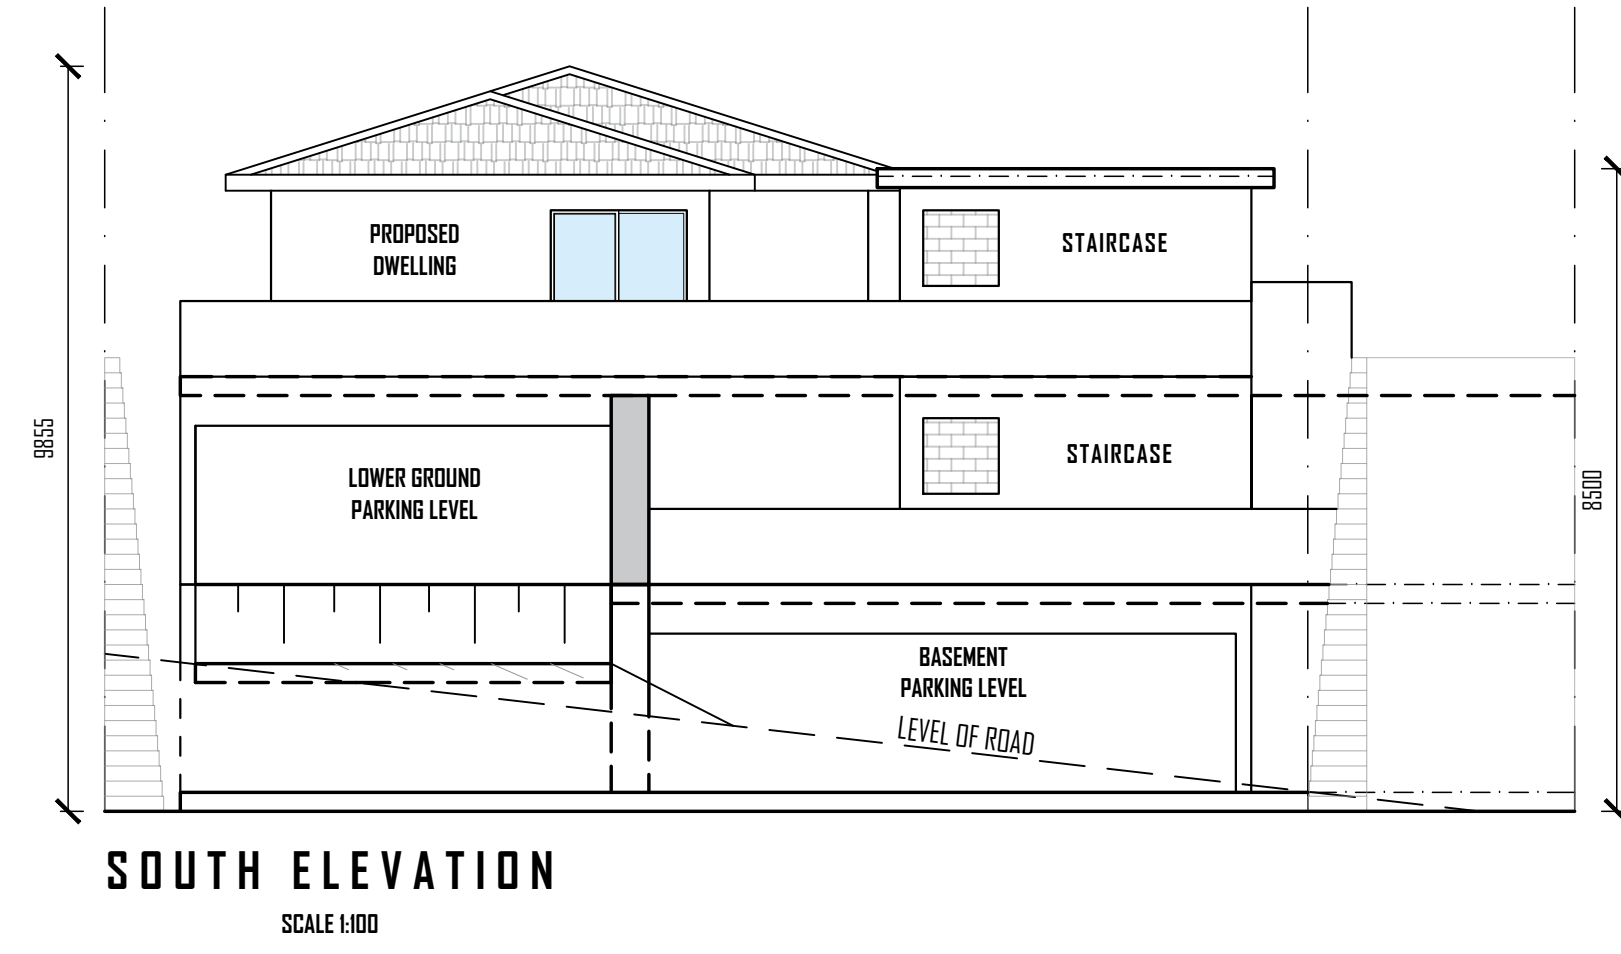 PROPOSED
DWELLING
STAIRCASE
9855
LOWER GROUND
PARKING LEVEL
STAIRCASE
8500
BASEMENT
PARKING LEVEL
LEVEL OF ROAD
SOUTH ELEVATION
SCALE 1:100